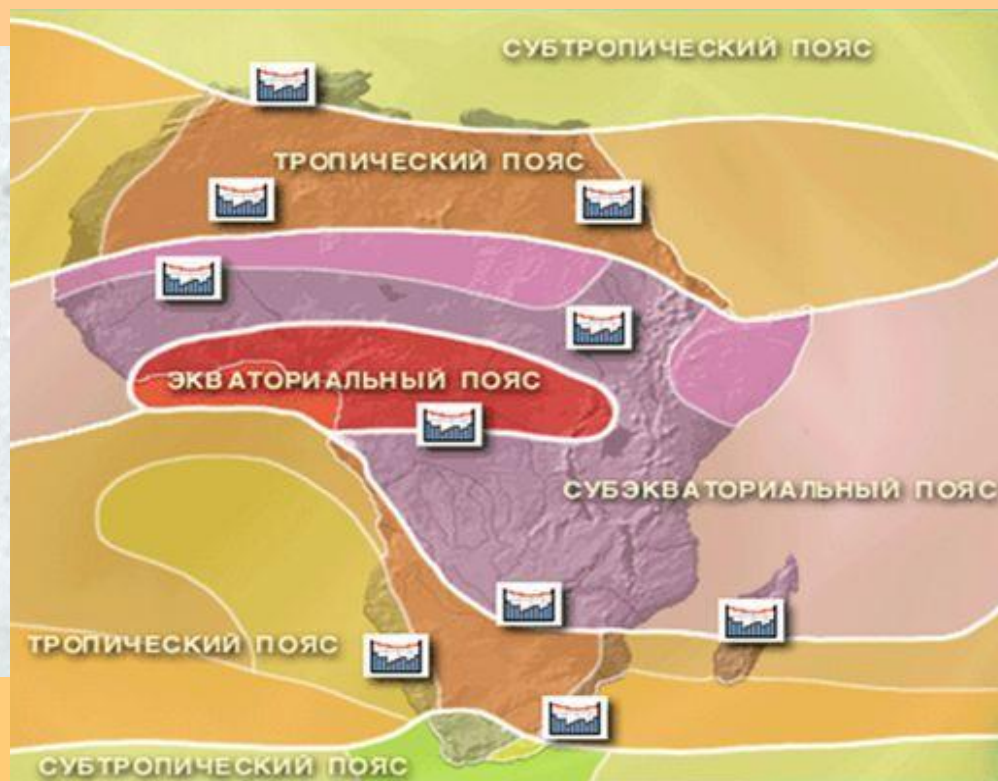 СУБТРОПИЧЕСКИЙ ПОЯС
ТРОПИЧЕСКИЙ ПОЯС
ЭКВАТОРИАЛЬНЫЙ ПОЯС
СУБЭКВАТОРИАЛЬНЫЙ ПОЯС
ТРОПИЧЕСКИЙ ПОЯС
СУБТРОПИЧЕСКИЙ ПОЯС